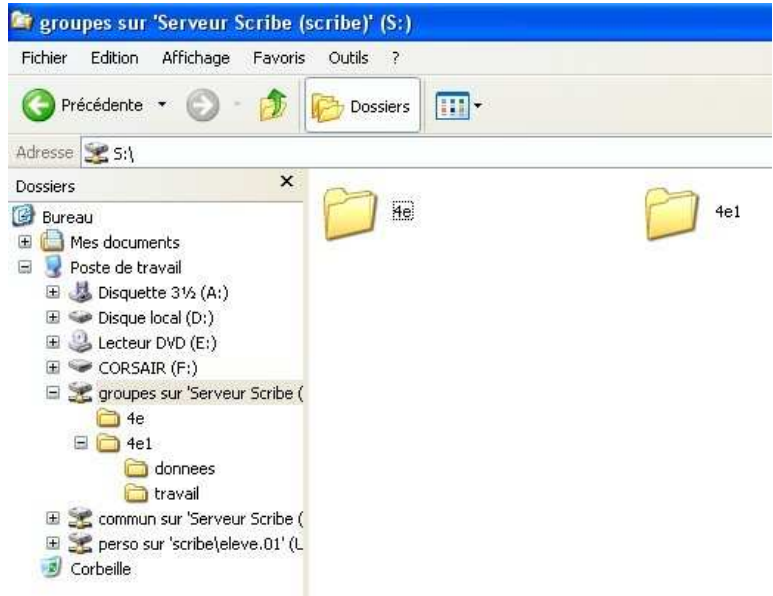 groupes sur 'Serveur Scribe (scribe)' (S:)
Fichier Edition Affichage Favoris Outils ?
Précédente Dossiers
Adresse S:\
Dossiers
Bureau
Mes documents
Poste de travail
Disquette 3½ (A:)
Disque local (D:)
Lecteur DVD (E:)
CORSAIR (F:)
groupes sur 'Serveur Scribe (
4e
4e1
donnees
travail
commun sur 'Serveur Scribe (
perso sur 'scribe\eleve.01' (L
Corbeille
4e 4e1